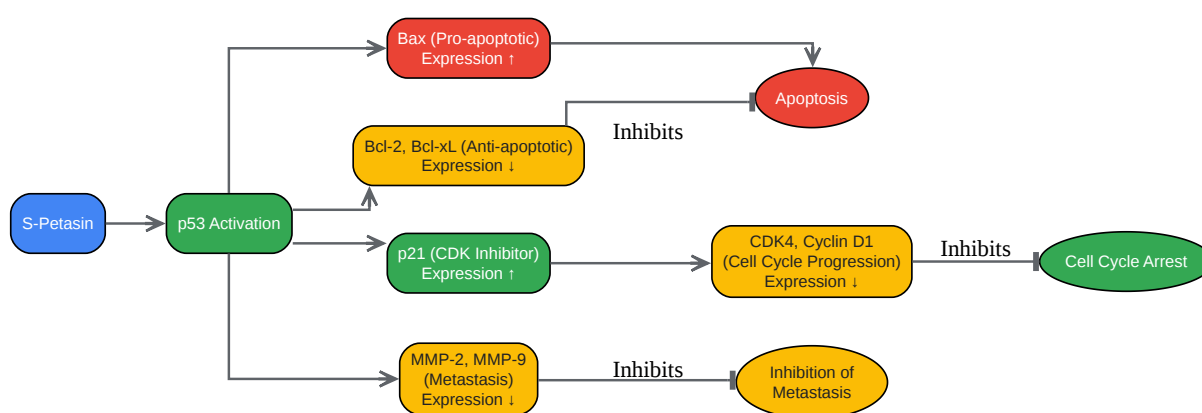 Bax (Pro-apoptotic)
Expression ↑
Apoptosis
Inhibits
Bcl-2, Bcl-xL (Anti-apoptotic)
Expression ↓
S-Petasin
p53 Activation
p21 (CDK Inhibitor)
Expression ↑
CDK4, Cyclin D1
(Cell Cycle Progression)
Expression ↓
Inhibits
Cell Cycle Arrest
MMP-2, MMP-9
(Metastasis)
Expression ↓
Inhibits
Inhibition of
Metastasis